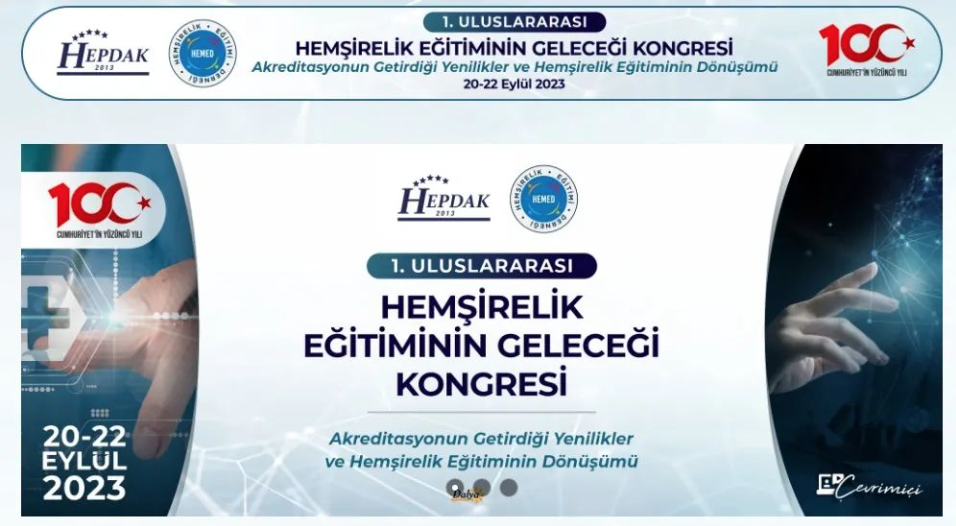 HEPDAK
2013
HEMŞİRELİK • EĞİTİMİ • DERNEĞİ •
HEMED
1. ULUSLARARASI
HEMŞİRELİK EĞİTİMİNİN GELECEĞİ KONGRESİ
Akreditasyonun Getirdiği Yenilikler ve Hemşirelik Eğitiminin Dönüşümü
20-22 Eylül 2023
100
CUMHURİYET'İN YÜZÜNCÜ YILI
100
CUMHURİYET'İN YÜZÜNCÜ YILI
HEPDAK
2013
HEMŞİRELİK • EĞİTİMİ • DERNEĞİ •
HEMED
1. ULUSLARARASI
HEMŞİRELİK
EĞİTİMİNİN GELECEĞİ
KONGRESİ
Akreditasyonun Getirdiği Yenilikler
ve Hemşirelik Eğitiminin Dönüşümü
20-22
EYLÜL
2023
Dalya
Çevrimiçi